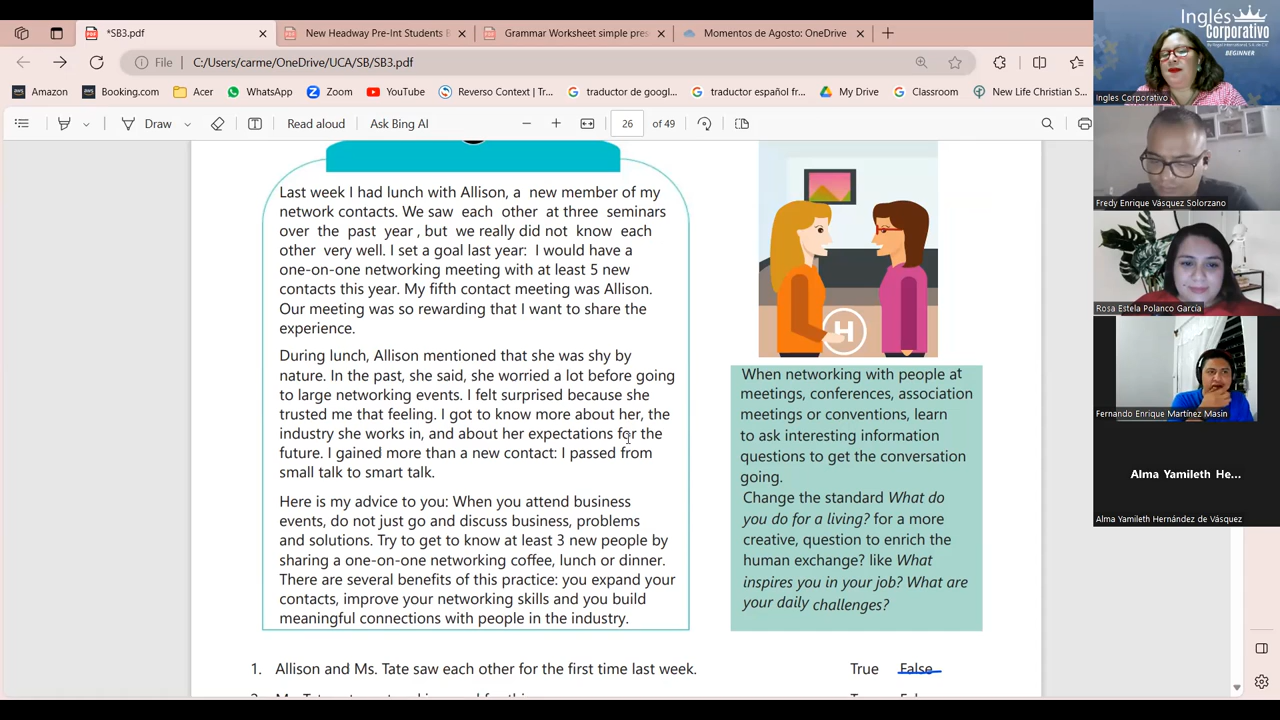 *SB3.pdf
New Headway Pre-Int Students B
Grammar Worksheet simple pres
Momentos de Agosto: OneDrive
File
C:/Users/carme/OneDrive/UCA/SB/SB3.pdf
Amazon
Booking.com
Acer
WhatsApp
Zoom
YouTube
Reverso Context | Tr...
traductor de googl...
traductor español fr...
My Drive
Classroom
New Life Christian S...
Draw
Read aloud
Ask Bing AI
26 of 49
Last week I had lunch with Allison, a new member of my
network contacts. We saw each other at three seminars
over the past year , but we really did not know each
other very well. I set a goal last year: I would have a
one-on-one networking meeting with at least 5 new
contacts this year. My fifth contact meeting was Allison.
Our meeting was so rewarding that I want to share the
experience.
During lunch, Allison mentioned that she was shy by
nature. In the past, she said, she worried a lot before going
to large networking events. I felt surprised because she
trusted me that feeling. I got to know more about her, the
industry she works in, and about her expectations for the
future. I gained more than a new contact: I passed from
small talk to smart talk.
Here is my advice to you: When you attend business
events, do not just go and discuss business, problems
and solutions. Try to get to know at least 3 new people by
sharing a one-on-one networking coffee, lunch or dinner.
There are several benefits of this practice: you expand your
contacts, improve your networking skills and you build
meaningful connections with people in the industry.
H
When networking with people at
meetings, conferences, association
meetings or conventions, learn
to ask interesting information
questions to get the conversation
going.
Change the standard What do
you do for a living? for a more
creative, question to enrich the
human exchange? like What
inspires you in your job? What are
your daily challenges?
1. Allison and Ms. Tate saw each other for the first time last week. True False
Inglés
Corporativo
BEGINNER
Ingles Corporativo
Fredy Enrique Vásquez Solorzano
Rosa Estela Polanco García
Fernando Enrique Martínez Masin
Alma Yamileth He...
Alma Yamileth Hernández de Vásquez